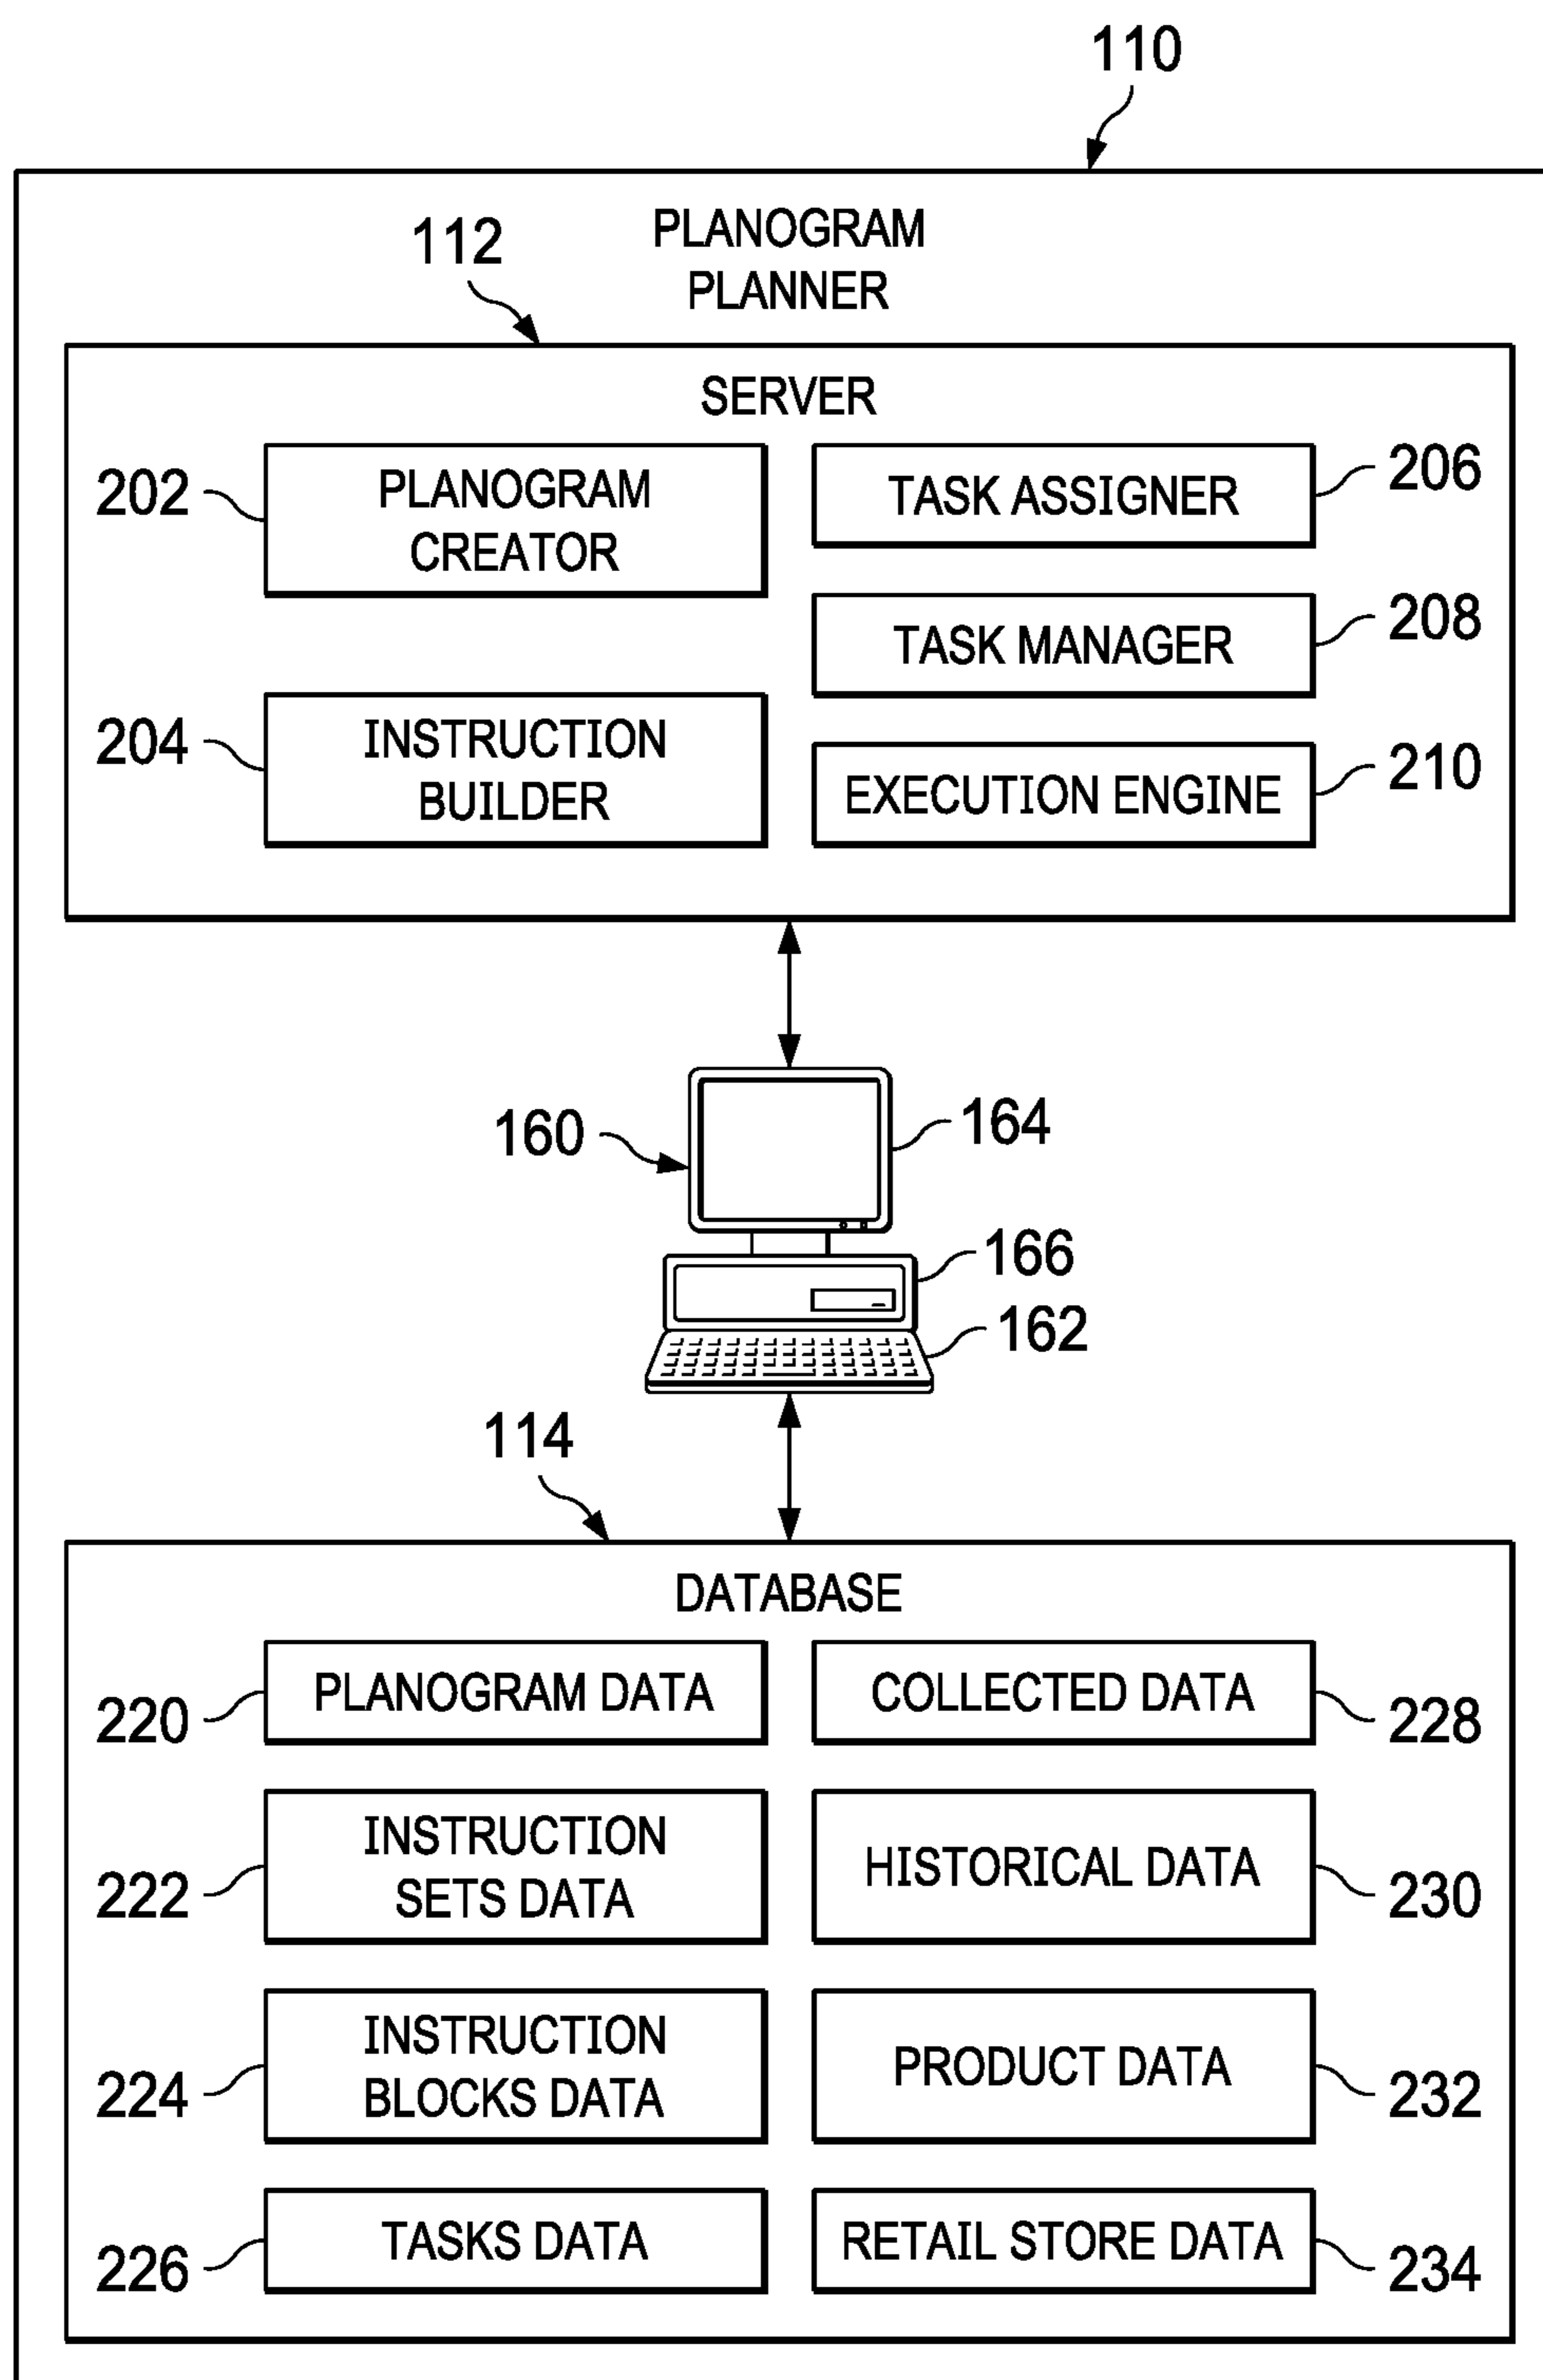 110
PLANOGRAM
PLANNER
112
SERVER
202
PLANOGRAM
CREATOR
TASK ASSIGNER
206
TASK MANAGER
208
204
INSTRUCTION
BUILDER
EXECUTION ENGINE
210
160
164
166
162
114
DATABASE
220
PLANOGRAM DATA
COLLECTED DATA
228
222
INSTRUCTION
SETS DATA
HISTORICAL DATA
230
224
INSTRUCTION
BLOCKS DATA
PRODUCT DATA
232
226
TASKS DATA
RETAIL STORE DATA
234